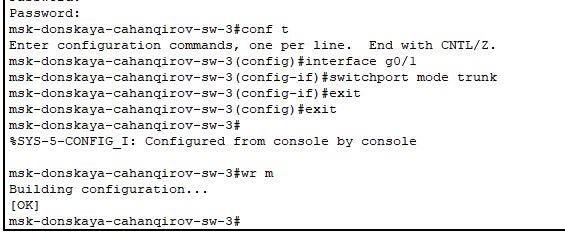 Password:
msk-donskaya-cahanqirov-sw-3#conf t
Enter configuration commands, one per line.  End with CNTL/Z.
msk-donskaya-cahanqirov-sw-3(config)#interface g0/1
msk-donskaya-cahanqirov-sw-3(config-if)#switchport mode trunk
msk-donskaya-cahanqirov-sw-3(config-if)#exit
msk-donskaya-cahanqirov-sw-3(config)#exit
msk-donskaya-cahanqirov-sw-3#
%SYS-5-CONFIG_I: Configured from console by console
msk-donskaya-cahanqirov-sw-3#wr m
Building configuration...
[OK]
msk-donskaya-cahanqirov-sw-3#